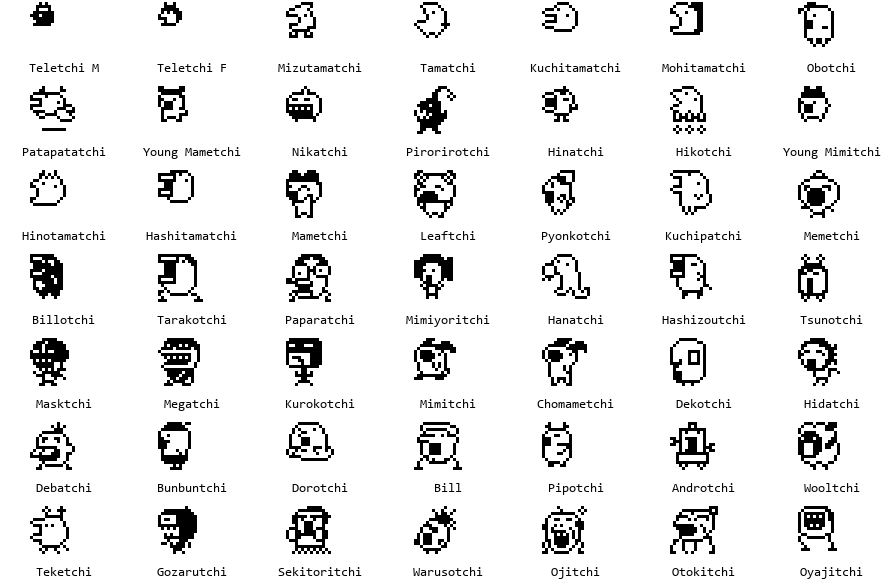 Teletchi M Teletchi F Mizutamatchi Tamatchi Kuchitamatchi Mohitamatchi Obotchi
Patapatatchi Young Mametchi Nikatchi Pirorirotchi Hinatchi Hikotchi Young Mimitchi
Hinotamatchi Hashitamatchi Mametchi Leaftchi Pyonkotchi Kuchipatchi Memetchi
Billotchi Tarakotchi Paparatchi Mimiyoritchi Hanatchi Hashizoutchi Tsunotchi
Masktchi Megatchi Kurokotchi Mimitchi Chomametchi Dekotchi Hidatchi
Debatchi Bunbuntchi Dorotchi Bill Pipotchi Androtchi Wooltchi
Teketchi Gozarutchi Sekitoritchi Warusotchi Ojitchi Otokitchi Oyajitchi